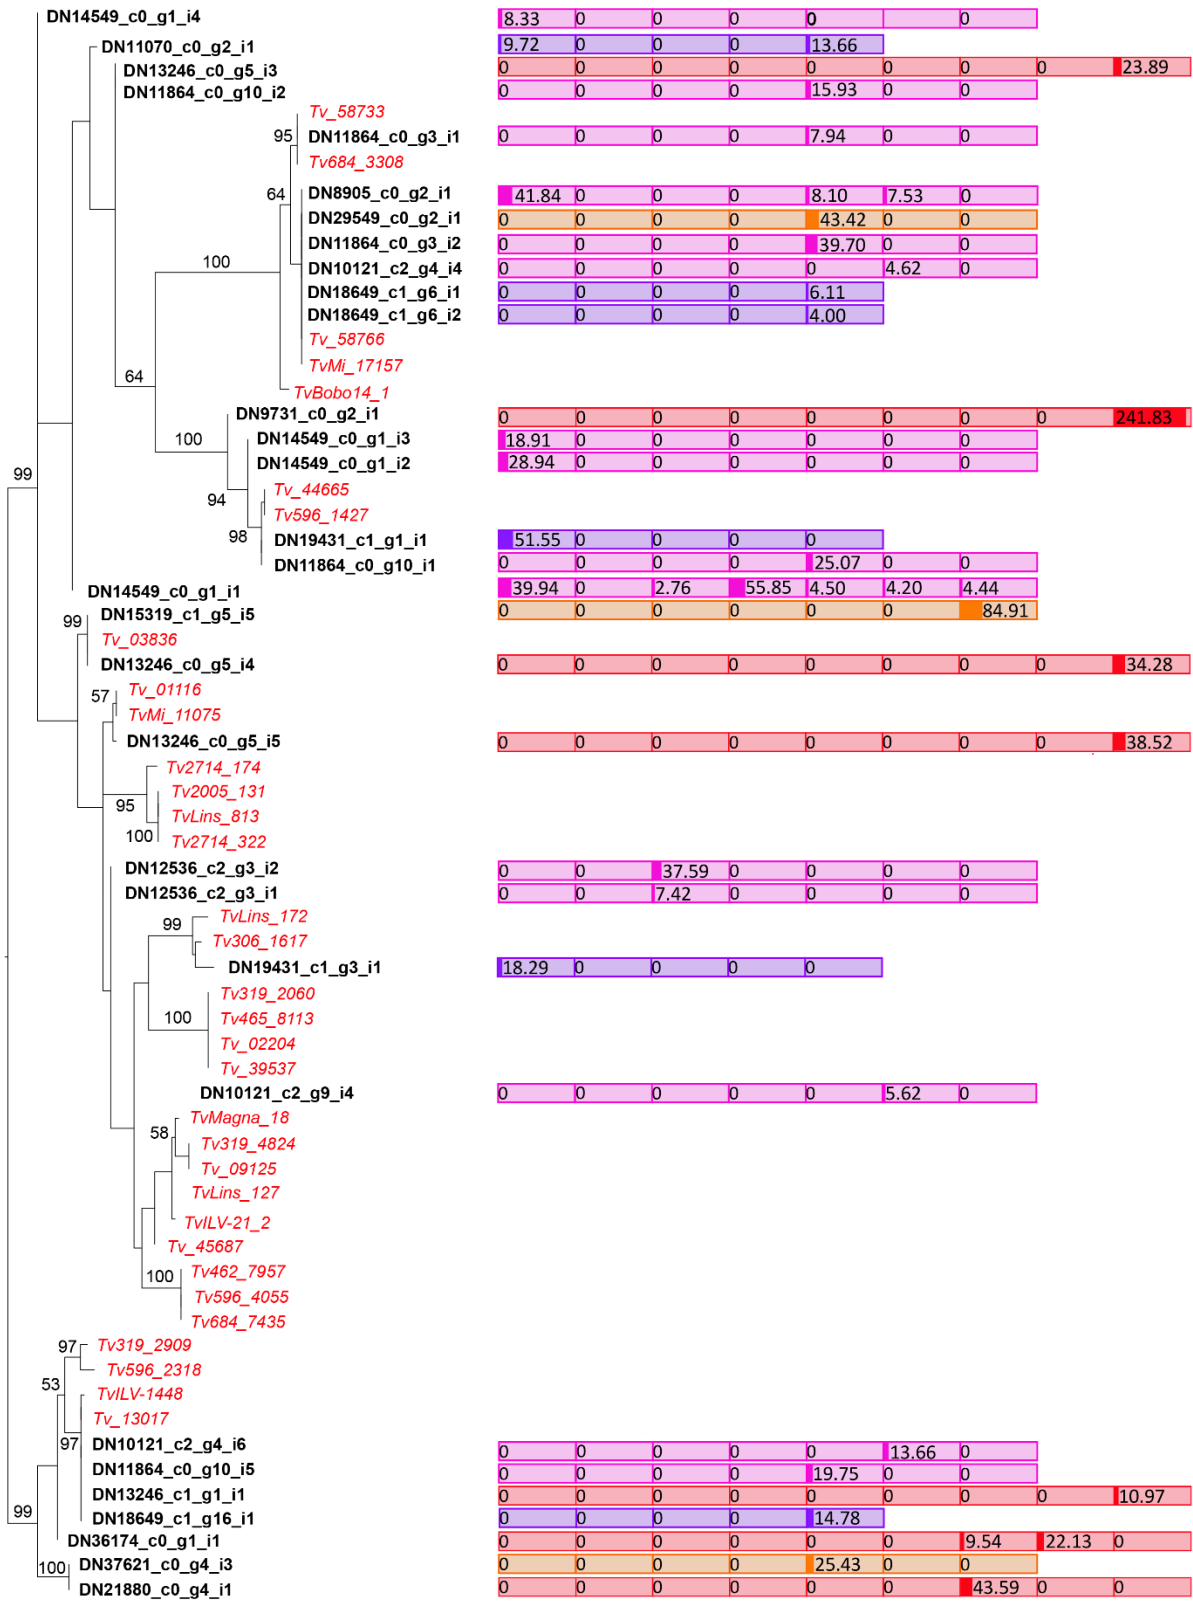 DN14549_c0_g1_i4 8.33 0 0 0 0 0
DN11070_c0_g2_i1 9.72 0 0 0 13.66
DN13246_c0_g5_i3 0 0 0 0 0 0 0 0 23.89
DN11864_c0_g10_i2 0 0 0 0 15.93 0 0
Tv_58733
95 DN11864_c0_g3_i1 0 0 0 0 7.94 0 0
Tv684_3308
64 DN8905_c0_g2_i1 41.84 0 0 0 8.10 7.53 0
DN29549_c0_g2_i1 0 0 0 0 43.42 0 0
DN11864_c0_g3_i2 0 0 0 0 39.70 0 0
100 DN10121_c2_g4_i4 0 0 0 0 0 4.62 0
DN18649_c1_g6_i1 0 0 0 0 6.11
DN18649_c1_g6_i2 0 0 0 0 4.00
Tv_58766
TvMi_17157
64
TvBobo14_1
DN9731_c0_g2_i1 0 0 0 0 0 0 0 0 241.83
100 DN14549_c0_g1_i3 18.91 0 0 0 0 0 0
DN14549_c0_g1_i2 28.94 0 0 0 0 0 0
99
Tv_44665
94
Tv596_1427
98 DN19431_c1_g1_i1 51.55 0 0 0 0
DN11864_c0_g10_i1 0 0 0 0 25.07 0 0
DN14549_c0_g1_i1 39.94 0 2.76 55.85 4.50 4.20 4.44
99 DN15319_c1_g5_i5 0 0 0 0 0 0 84.91
Tv_03836
DN13246_c0_g5_i4 0 0 0 0 0 0 0 0 34.28
57 Tv_01116
TvMi_11075
DN13246_c0_g5_i5 0 0 0 0 0 0 0 0 38.52
Tv2714_174
Tv2005_131
95
TvLins_813
100 Tv2714_322
DN12536_c2_g3_i2 0 0 37.59 0 0 0 0
DN12536_c2_g3_i1 0 0 7.42 0 0 0 0
99 TvLins_172
Tv306_1617
DN19431_c1_g3_i1 18.29 0 0 0 0
Tv319_2060
100 Tv465_8113
Tv_02204
Tv_39537
DN10121_c2_g9_i4 0 0 0 0 0 5.62 0
TvMagna_18
58
Tv319_4824
Tv_09125
TvLins_127
TvILV-21_2
Tv_45687
100 Tv462_7957
Tv596_4055
Tv684_7435
97 Tv319_2909
Tv596_2318
53
TvILV-1448
Tv_13017
97 DN10121_c2_g4_i6 0 0 0 0 0 13.66 0
DN11864_c0_g10_i5 0 0 0 0 19.75 0 0
DN13246_c1_g1_i1 0 0 0 0 0 0 0 0 10.97
99 DN18649_c1_g16_i1 0 0 0 0 14.78
DN36174_c0_g1_i1 0 0 0 0 0 0 9.54 22.13 0
100 DN37621_c0_g4_i3 0 0 0 0 25.43 0 0
DN21880_c0_g4_i1 0 0 0 0 0 0 43.59 0 0